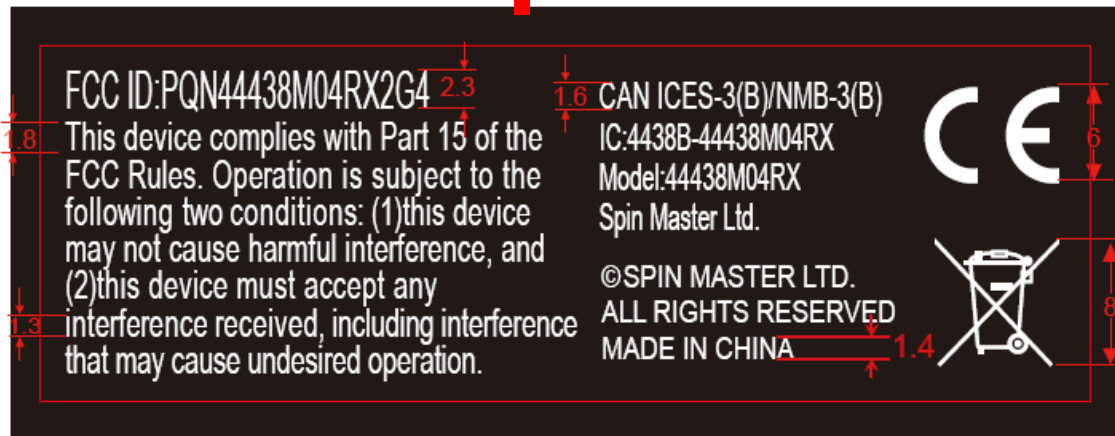 FCC ID:PQN44438M04RX2G4
2.3
1.8
This device complies with Part 15 of the
FCC Rules. Operation is subject to the
following two conditions: (1)this device
may not cause harmful interference, and
(2)this device must accept any
1.3
interference received, including interference
that may cause undesired operation.
1.6
CAN ICES-3(B)/NMB-3(B)
IC:4438B-44438M04RX
Model:44438M04RX
Spin Master Ltd.
©SPIN MASTER LTD.
ALL RIGHTS RESERVED
MADE IN CHINA
1.4
CE
6
8